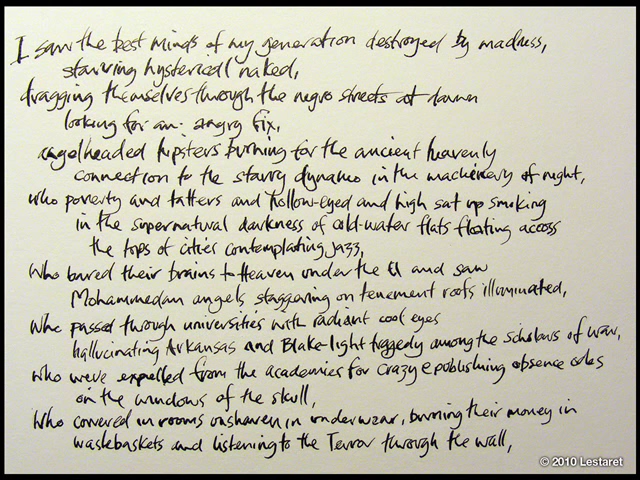 I saw the best minds of my generation destroyed by madness,
starving hysterical naked,
dragging themselves through the negro streets at dawn
looking for an angry fix,
angelheaded hipsters burning for the ancient heavenly
connection to the starry dynamo in the machinery of night,
who poverty and tatters and hollow-eyed and high sat up smoking
in the supernatural darkness of cold-water flats floating across
the tops of cities contemplating jazz,
who bared their brains to Heaven under the El and saw
Mohammedan angels staggering on tenement roofs illuminated,
who passed through universities with radiant cool eyes
hallucinating Arkansas and Blake-light tragedy among the scholars of war,
who were expelled from the academies for crazy & publishing obscene odes
on the windows of the skull,
who cowered in rooms unshaven in underwear, burning their money in
wastebaskets and listening to the Terror through the wall,
© 2010 Lestaret